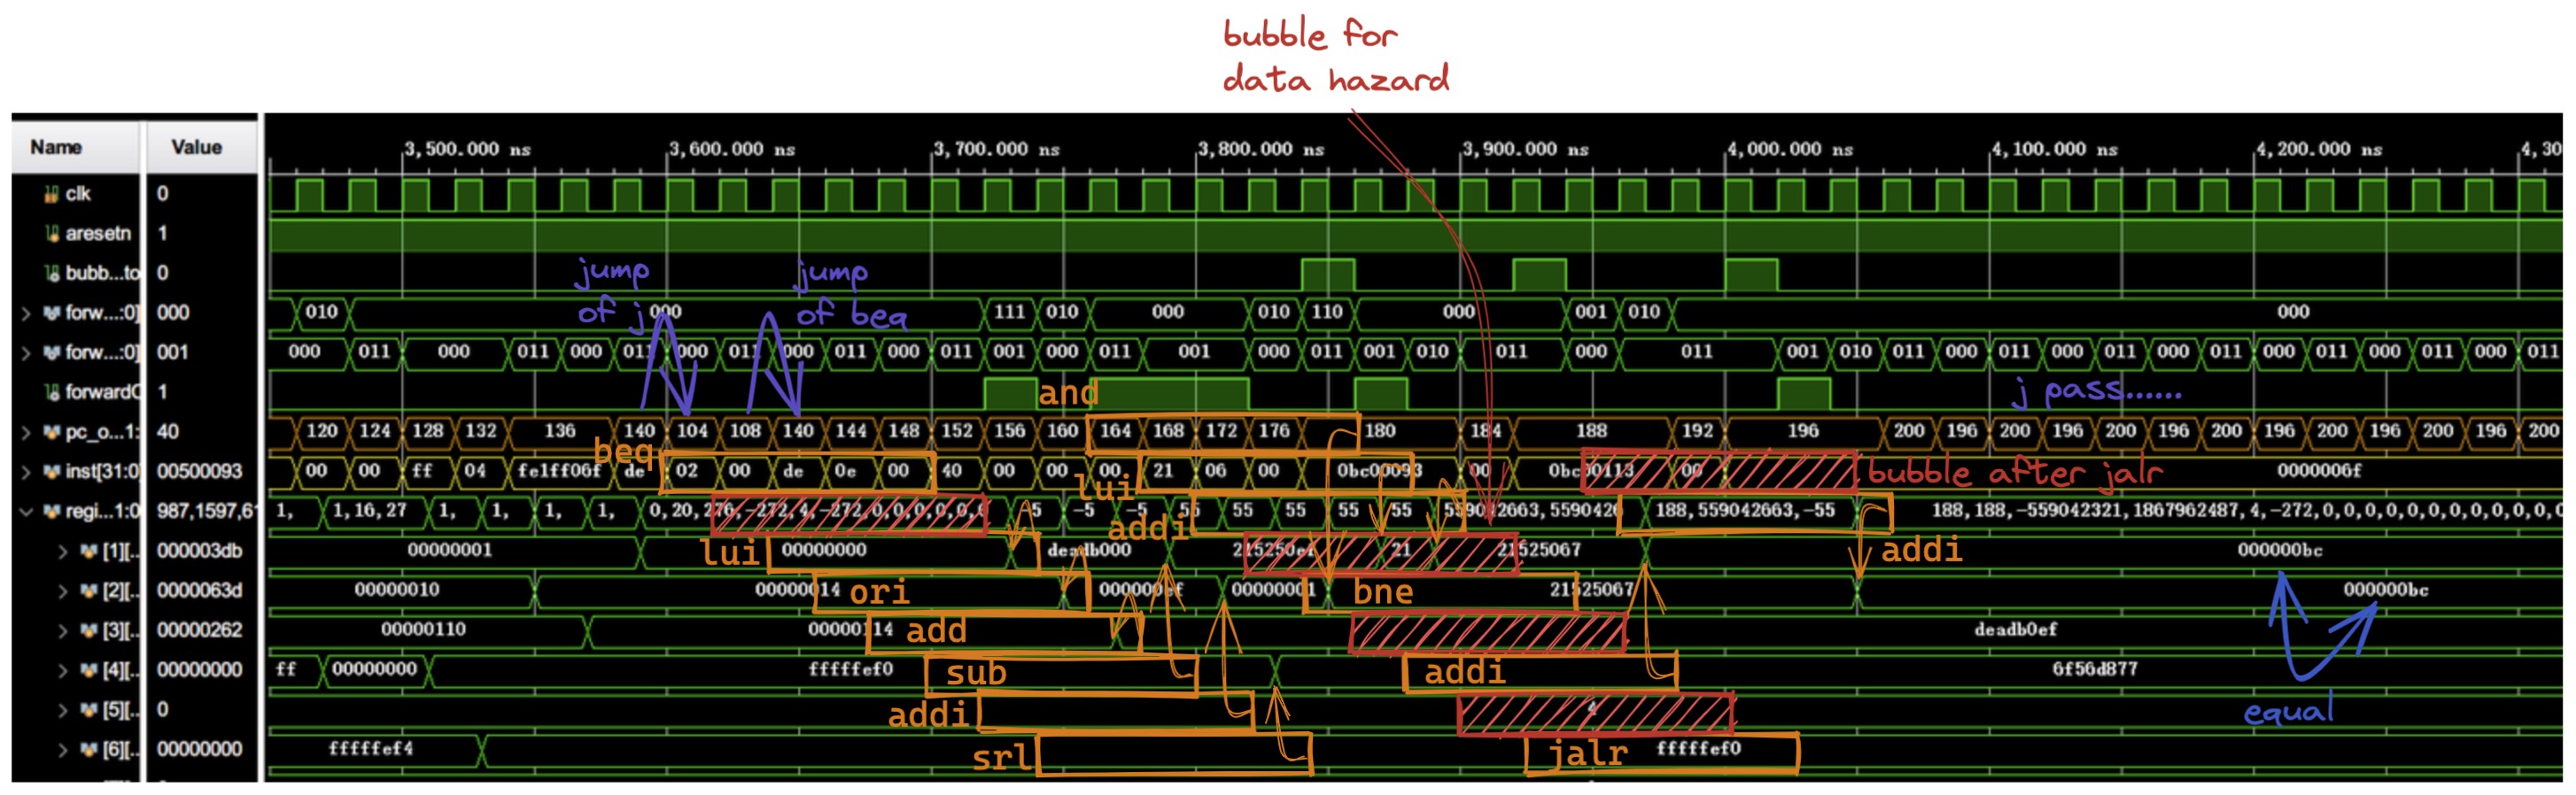 bubble for
data hazard
Name Value
3,500.000 ns 3,600.000 ns 3,700.000 ns 3,800.000 ns 3,900.000 ns 4,000.000 ns 4,100.000 ns 4,200.000 ns 4,30
clk 0
aresetn 1
bubb...to 0
jump
of j
jump
of beq
forw...:0] 000 010 000 111 010 000 010 110 000 001 010 000
forw...:0] 001 000 011 000 011 000 011 000 011 000 011 000 011 001 000 011 001 000 011 001 010 011 000 011 001 010 011 000 011 000 011 000 011 000 011 000 011 000 011
forwardC 1
and
j pass......
pc_o...1: 40 120 124 128 132 136 140 104 108 140 144 148 152 156 160 164 168 172 176 180 184 188 192 196 200 196 200 196 200 196 200 196 200 196 200
beq
inst[31:0 00500093 00 00 ff 04 fe1ff06f de 02 00 de 0e 00 40 00 00 00 21 06 00 0bc00093 00 0bc00113 00 0000006f
bubble after jalr
lui
regi...1:0 987,1597,61 1, 1,16,27 1, 1, 1, 1, 0,20,276,-272,4,-272,0,0,0,0,0,0 -5 -5 55 55 55 55 55 559042663,5590426 188,559042663,-55 188,188,-559042321,1867962487,4,-272,0,0,0,0,0,0,0,0,0,0
addi
lui
[1][.. 000003db 00000001 00000000 deadb000 215250ef 21 21525067 000000bc
addi
[2][.. 0000063d 00000010 00000014 000000ef 00000001 21525067 000000bc
ori
bne
[3][.. 00000262 00000110 00000114 deadb0ef
add
[4][.. 00000000 ff 00000000 fffffef0 6f56d877
sub
addi
[5][.. 0 4
addi
equal
[6][.. 00000000 fffffef4 fffffef0
srl
jalr